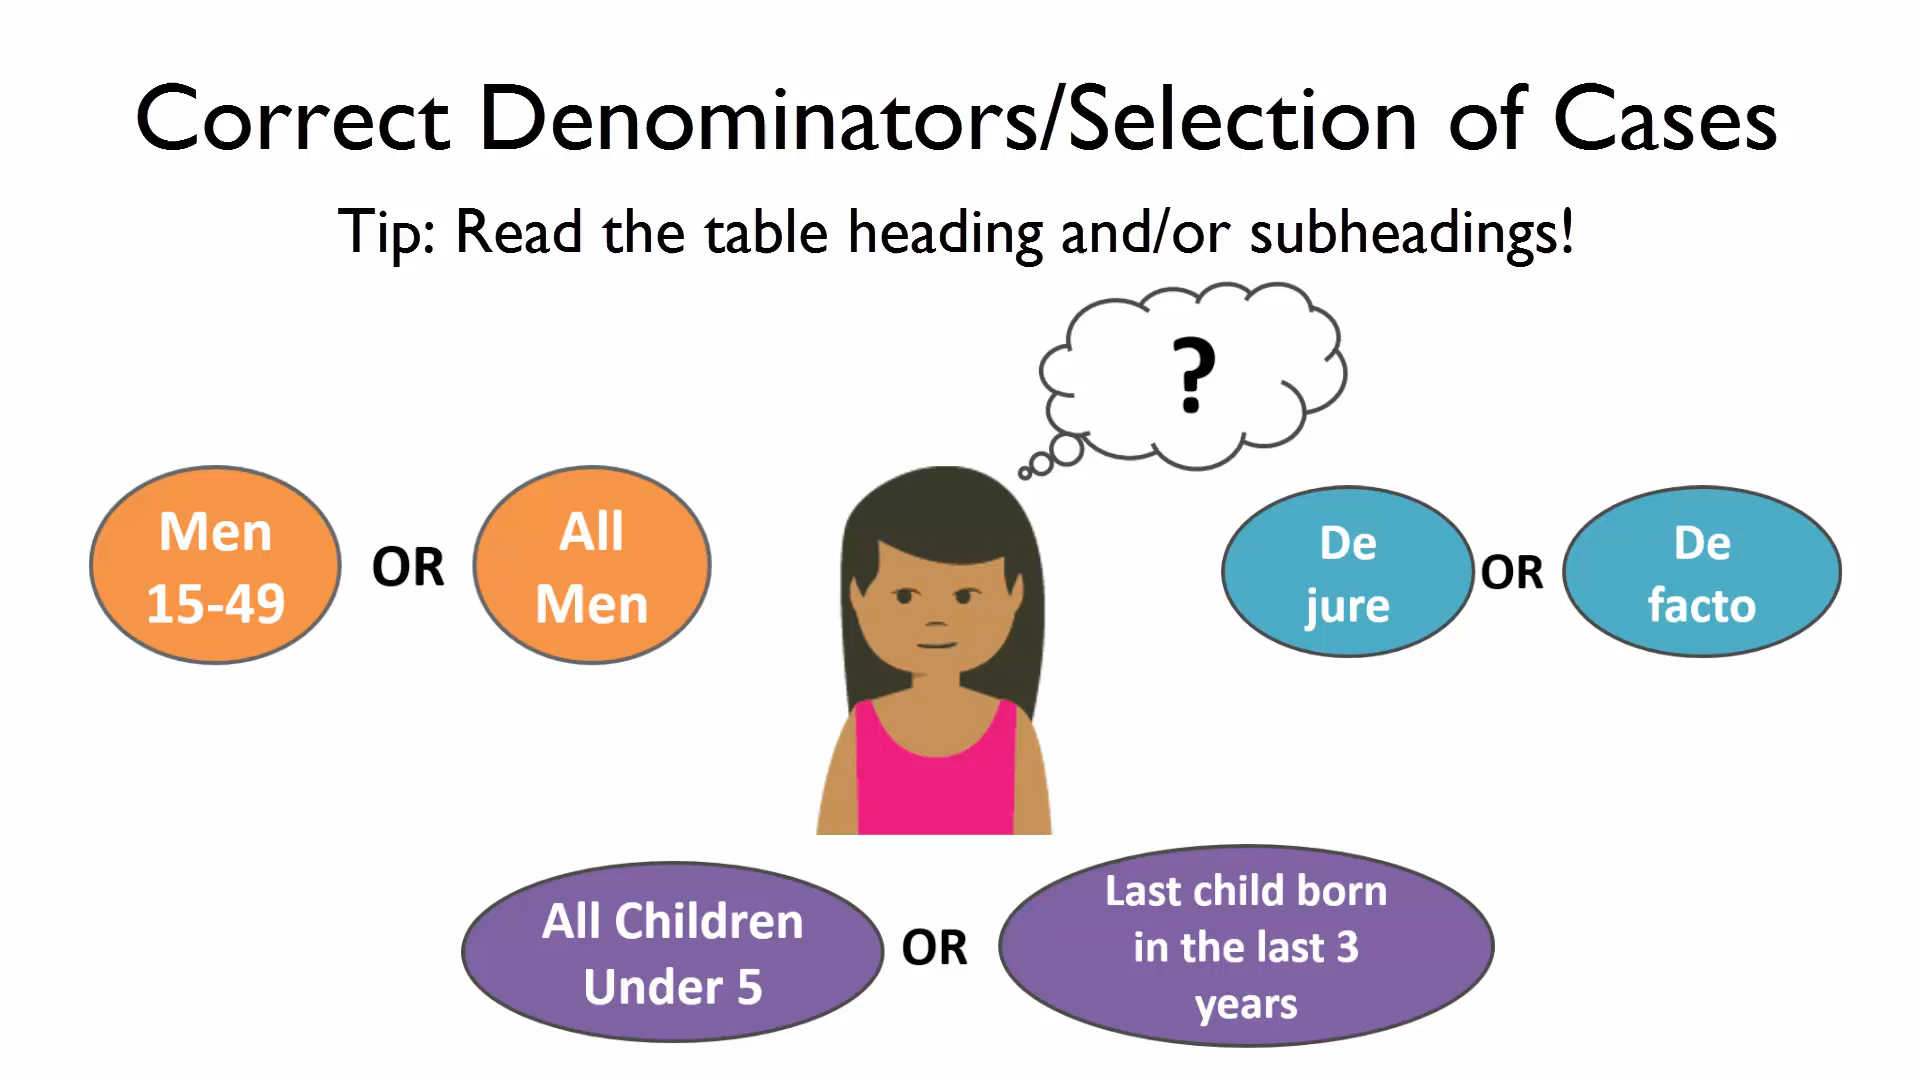 Correct Denominators/Selection of Cases
Tip: Read the table heading and/or subheadings!
?
Men
15-49
OR
All
Men
De
jure
OR
De
facto
All Children
Under 5
OR
Last child born
in the last 3
years